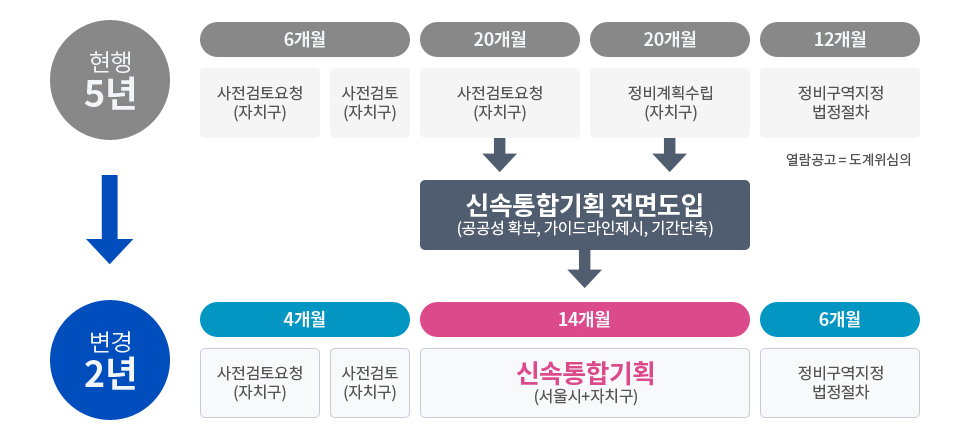 현행
5년
6개월
20개월
20개월
12개월
사전검토요청
(자치구)
사전검토
(자치구)
사전검토요청
(자치구)
정비계획수립
(자치구)
정비구역지정
법정절차
열람공고 = 도계위심의
신속통합기획 전면도입
(공공성 확보, 가이드라인제시, 기간단축)
변경
2년
4개월
14개월
6개월
사전검토요청
(자치구)
사전검토
(자치구)
신속통합기획
(서울시+자치구)
정비구역지정
법정절차